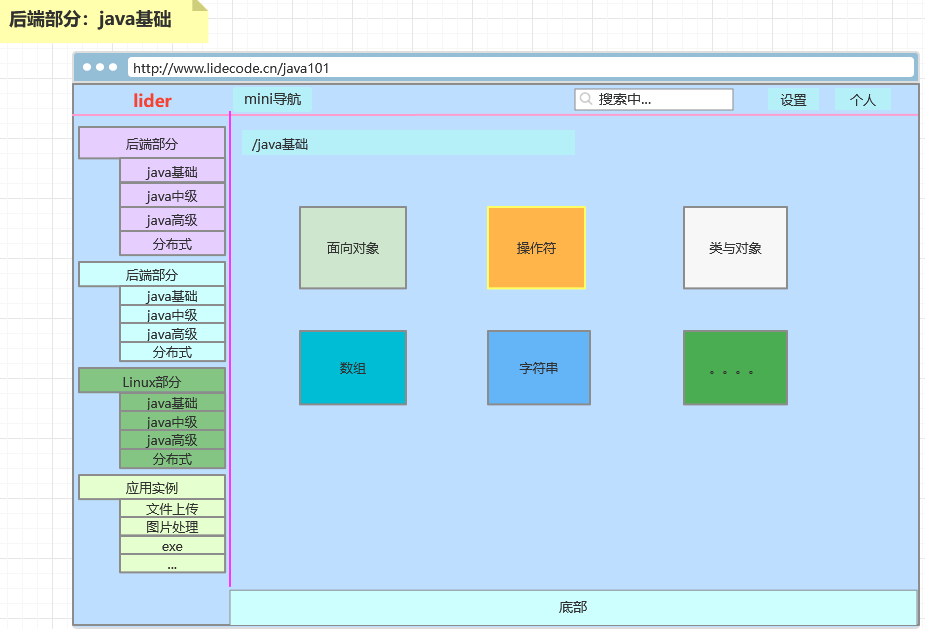 后端部分：java基础
http://www.lidecode.cn/java101
lider
mini导航
搜索中...
设置
个人
后端部分
java基础
java中级
java高级
分布式
后端部分
java基础
java中级
java高级
分布式
Linux部分
java基础
java中级
java高级
分布式
应用实例
文件上传
图片处理
exe
...
/java基础
面向对象
操作符
类与对象
数组
字符串
。。。。
底部